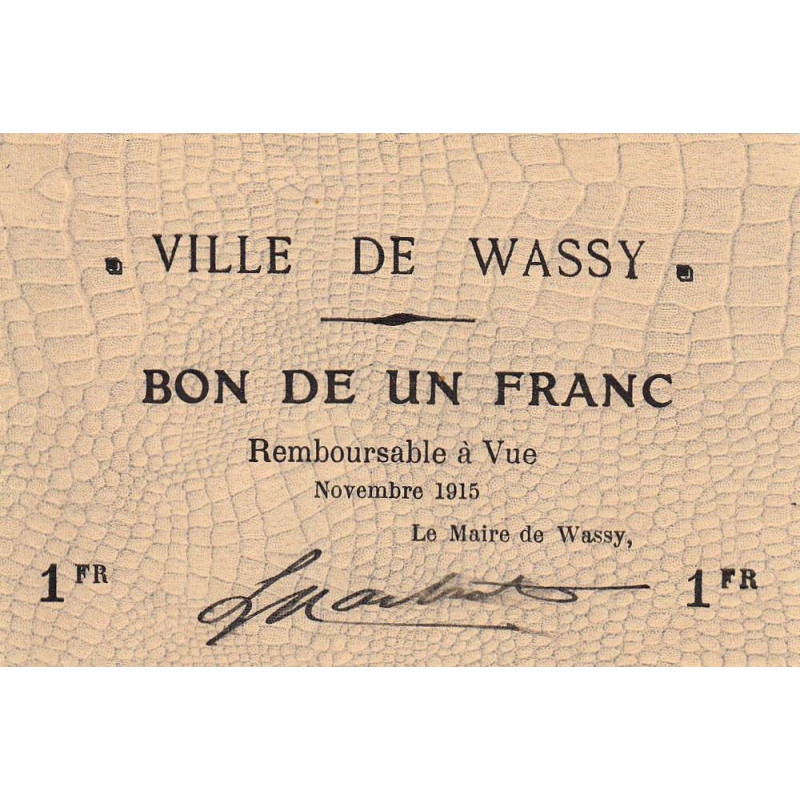 VILLE DE WASSY
BON DE UN FRANC
Remboursable à Vue
Novembre 1915
Le Maire de Wassy,
1 FR
1 FR